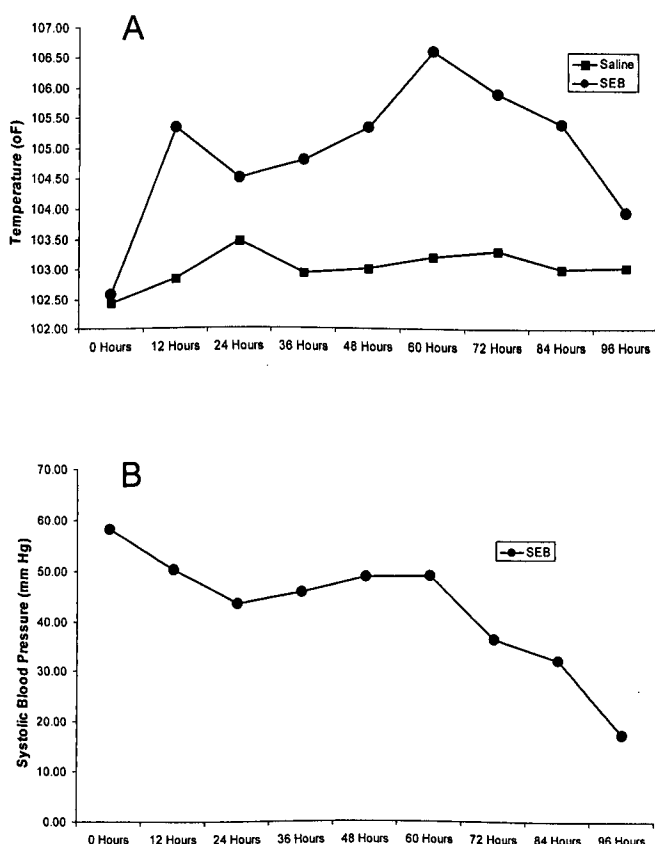 A
107.00
106.50
106.00
105.50
105.00
104.50
104.00
103.50
103.00
102.50
102.00
Temperature (oF)
Saline
SEB
0 Hours 12 Hours 24 Hours 36 Hours 48 Hours 60 Hours 72 Hours 84 Hours 96 Hours
B
70.00
60.00
50.00
40.00
30.00
20.00
10.00
0.00
Systolic Blood Pressure (mm Hg)
SEB
0 Hours 12 Hours 24 Hours 36 Hours 48 Hours 60 Hours 72 Hours 84 Hours 96 Hours